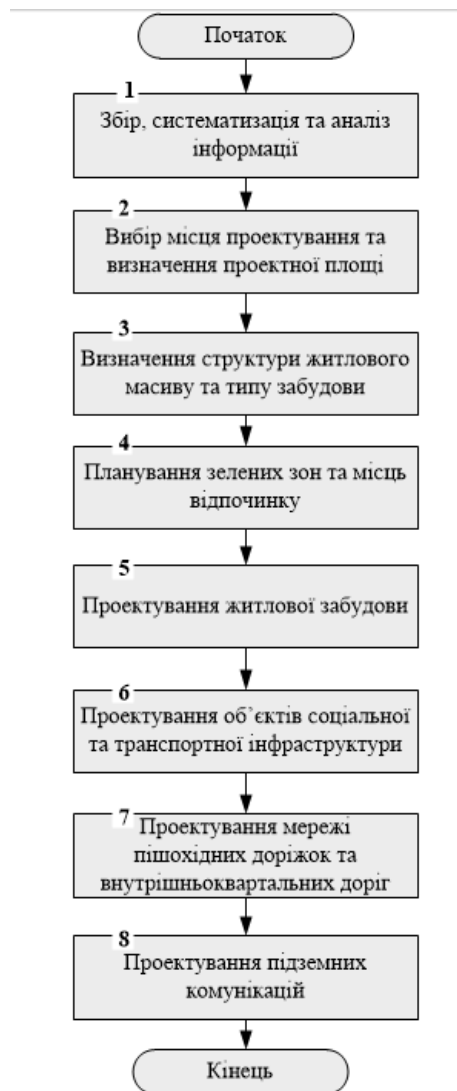 Початок
1
Збір, систематизація та аналіз
інформації
2
Вибір місця проектування та
визначення проектної площі
3
Визначення структури житлового
масиву та типу забудови
4
Планування зелених зон та місць
відпочинку
5
Проектування житлової забудови
6
Проектування об’єктів соціальної
та транспортної інфраструктури
7
Проектування мережі
пішохідних доріжок та
внутрішньоквартальних доріг
8
Проектування підземних
комунікацій
Кінець